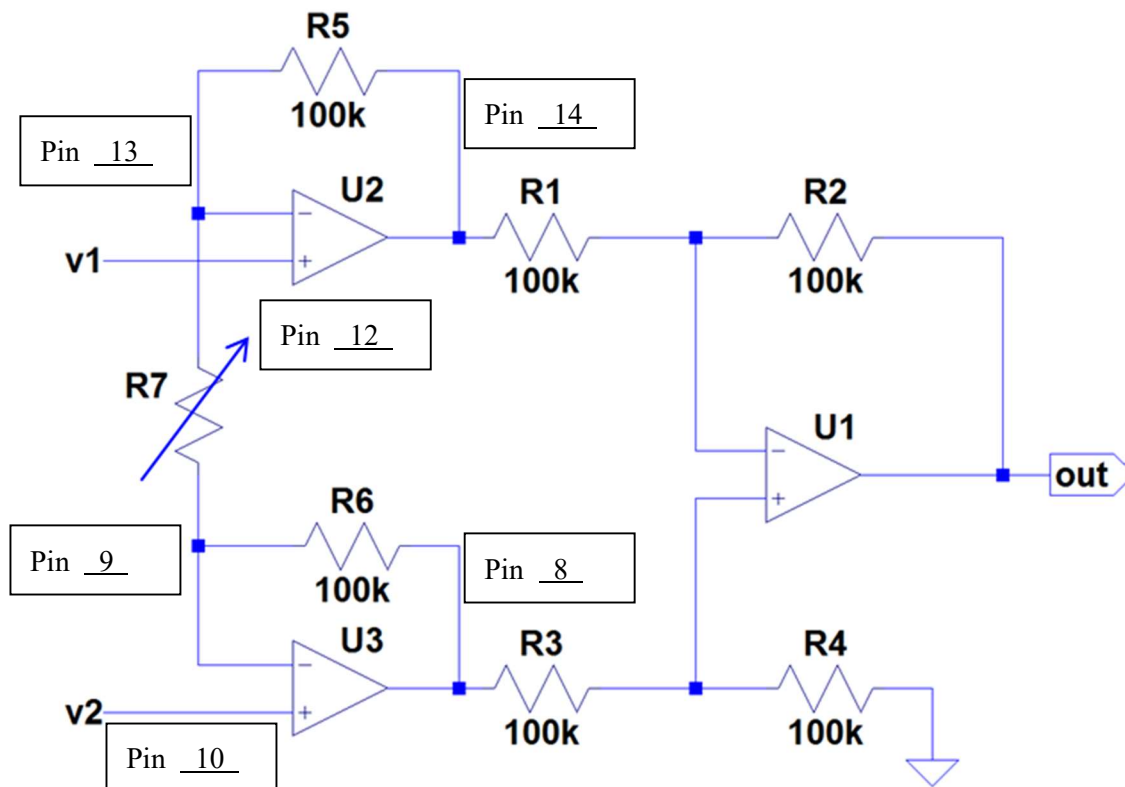 R5
100k
Pin 13
Pin 14
U2
R1
R2
100k
100k
v1
Pin 12
R7
U1
out
R6
100k
Pin 9
Pin 8
U3
R3
R4
100k
100k
v2
Pin 10